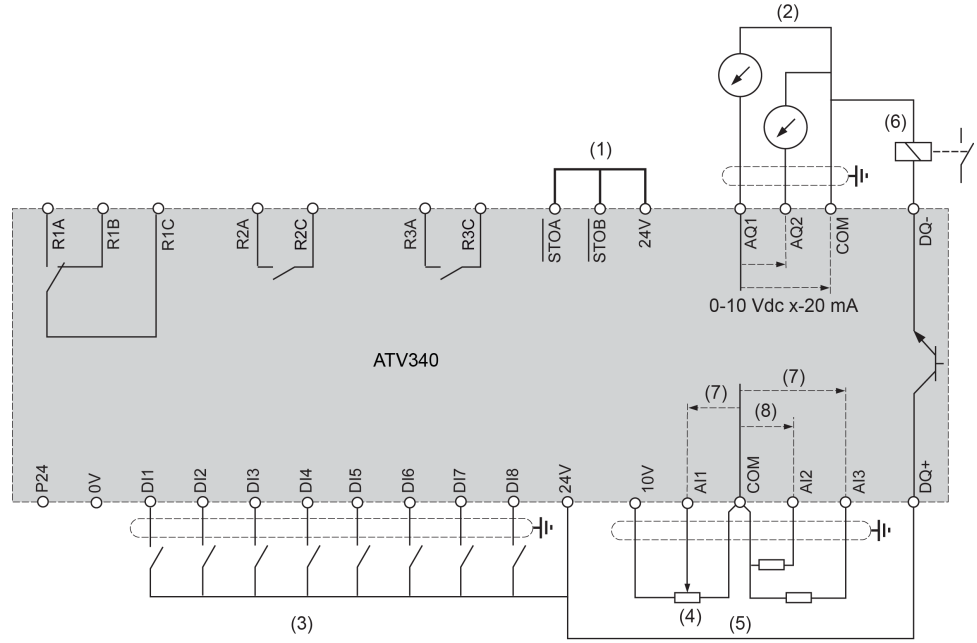 (2)
(1)
(6)
R1A
R1B
R1C
R2A
R2C
R3A
R3C
STOA
STOB
24V
AQ1
AQ2
COM
DQ-
0-10 Vdc x-20 mA
ATV340
(7)
(7)
(8)
P24
0V
DI1
DI2
DI3
DI4
DI5
DI6
DI7
DI8
24V
10V
AI1
COM
AI2
AI3
DQ+
(3)
(4)
(5)